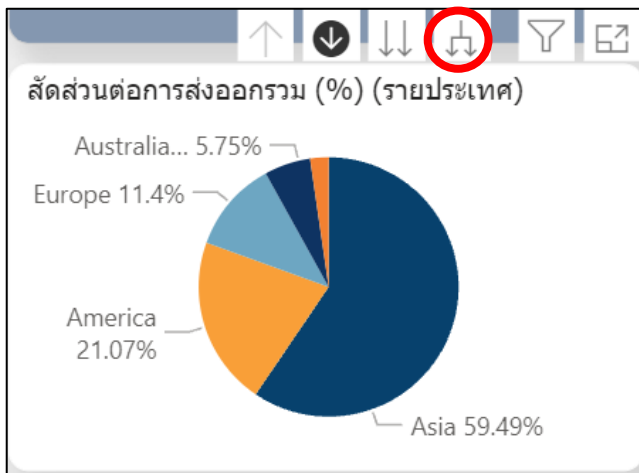 สัดส่วนต่อการส่งออกรวม (%) (รายประเทศ)
Australia... 5.75%
Europe 11.4%
America
21.07%
Asia 59.49%